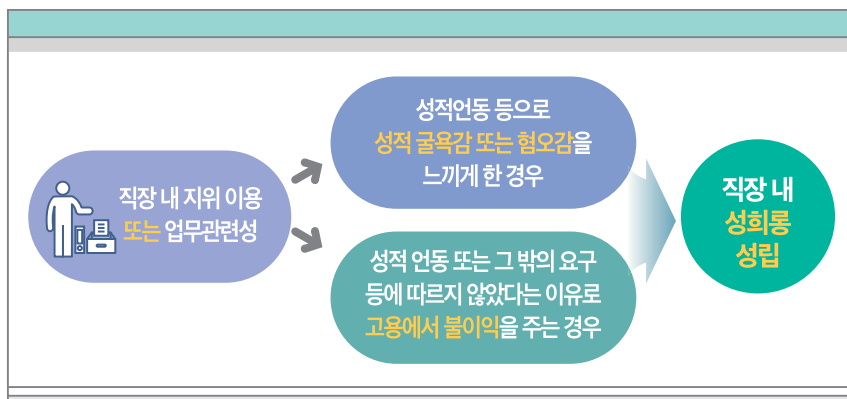 직장 내 지위 이용
또는 업무관련성
성적언동 등으로
성적 굴욕감 또는 혐오감을
느끼게 한 경우
성적 언동 또는 그 밖의 요구
등에 따르지 않았다는 이유로
고용에서 불이익을 주는 경우
직장 내
성희롱
성립